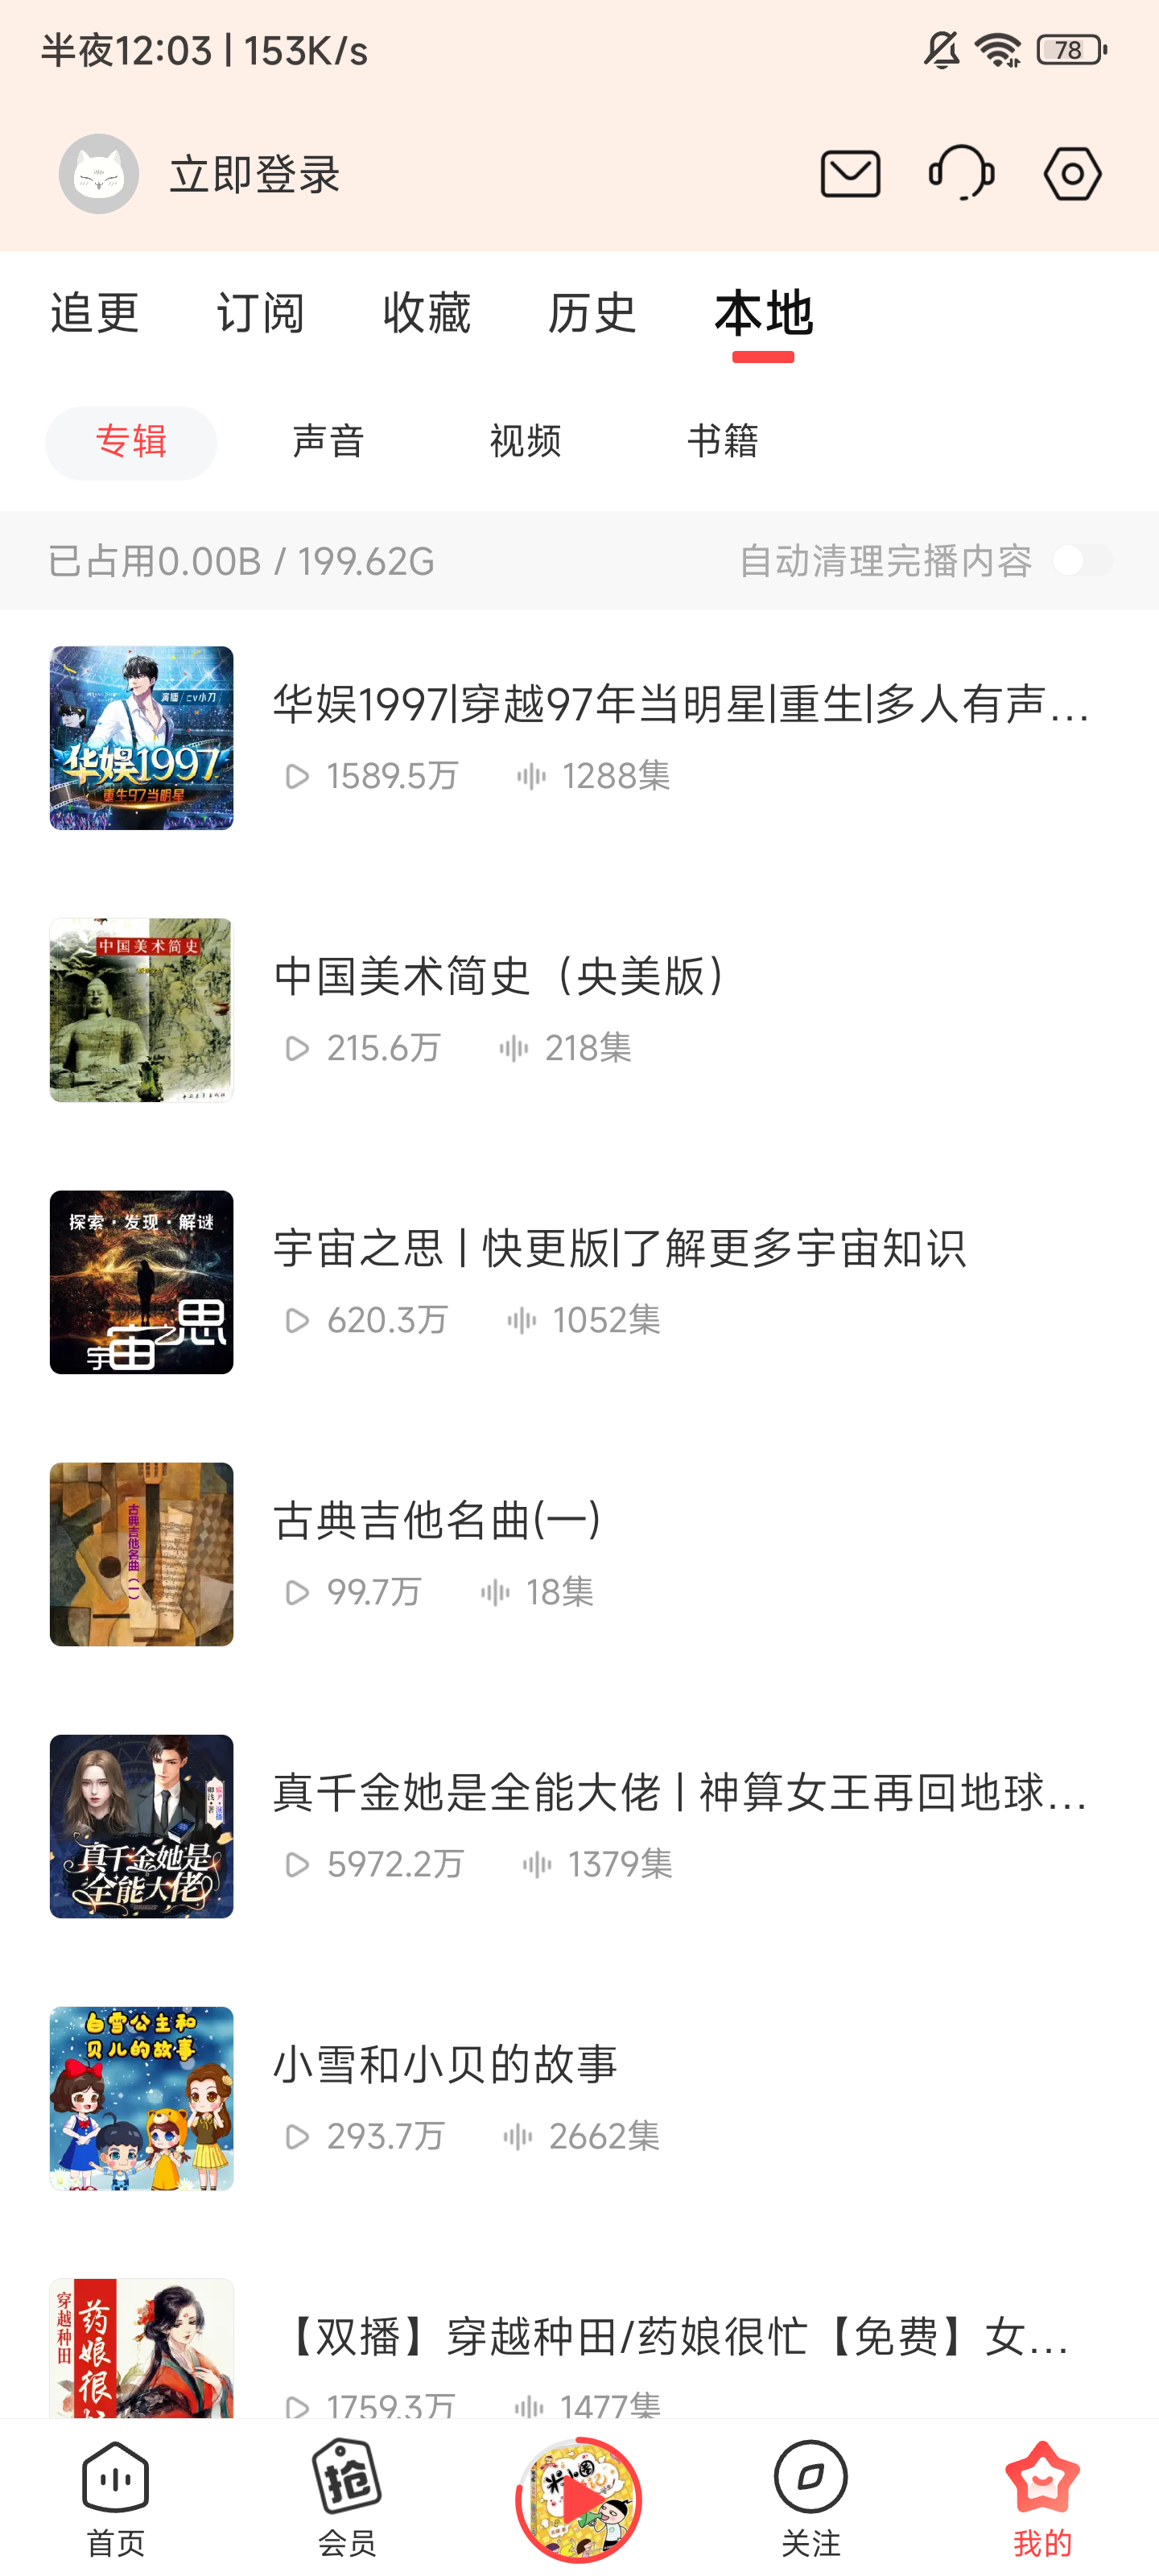 半夜12:03 | 153K/s
78
立即登录
追更 订阅 收藏 历史 本地
专辑 声音 视频 书籍
已占用0.00B / 199.62G 自动清理完播内容
演播/cv小刀
华娱1997
重生97当明星
华娱1997|穿越97年当明星|重生|多人有声...
1589.5万 1288集
中国美术简史
中国美术简史（央美版）
215.6万 218集
探索·发现·解谜
宇宙之思
宇宙之思 | 快更版|了解更多宇宙知识
620.3万 1052集
古典吉他名曲（一）
古典吉他名曲(一)
99.7万 18集
真千金她是
全能大佬
真千金她是全能大佬 | 神算女王再回地球...
5972.2万 1379集
白雪公主和
贝儿的故事
小雪和小贝的故事
293.7万 2662集
穿越种田
药娘很
【双播】穿越种田/药娘很忙【免费】女...
1759.3万 1477集
抢
米小圈
首页 会员 关注 我的